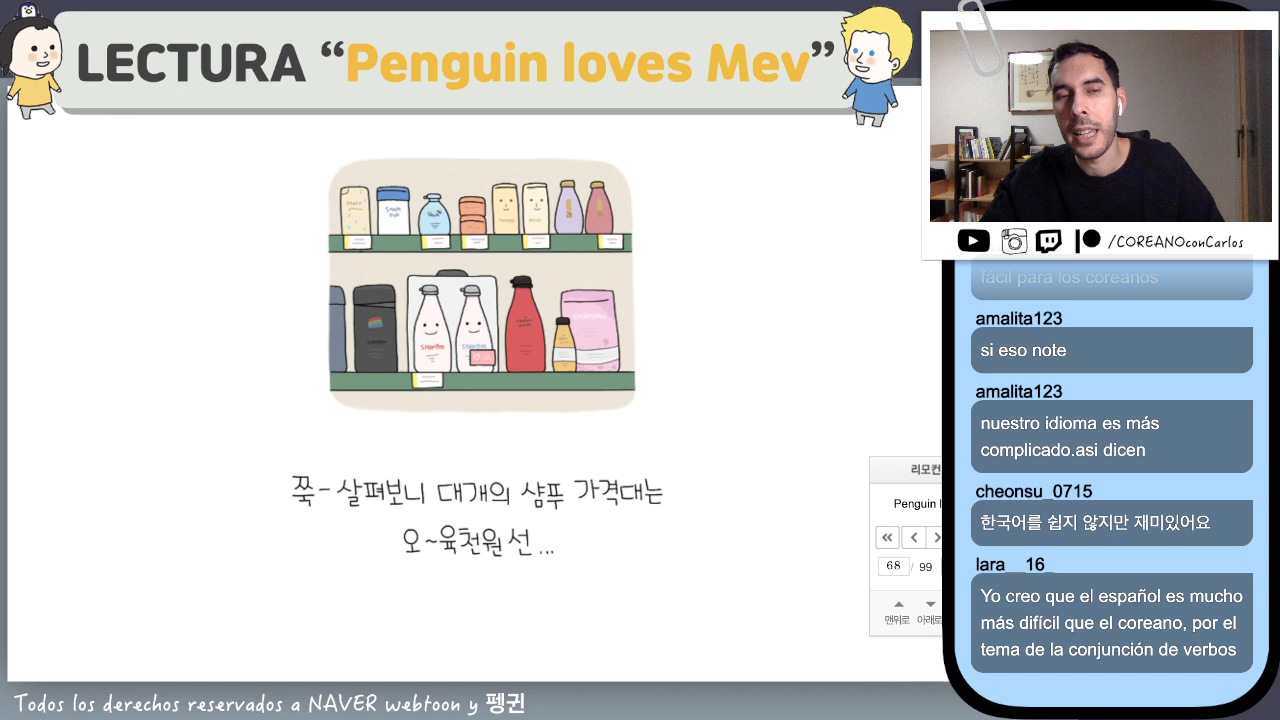 LECTURA “Penguin loves Mev”
쭉- 살펴보니 대개의 샴푸 가격대는
오~육천원 선...
리모컨
Penguin l
68 / 99
맨위로 아래로
/COREANOconCarlos
fácil para los coreanos
amalita123
si eso note
amalita123
nuestro idioma es más
complicado.asi dicen
cheonsu_0715
한국어를 쉽지 않지만 재미있어요
lara__16_
Yo creo que el español es mucho
más difícil que el coreano, por el
tema de la conjunción de verbos
Todos los derechos reservados a NAVER webtoon y 펭귄